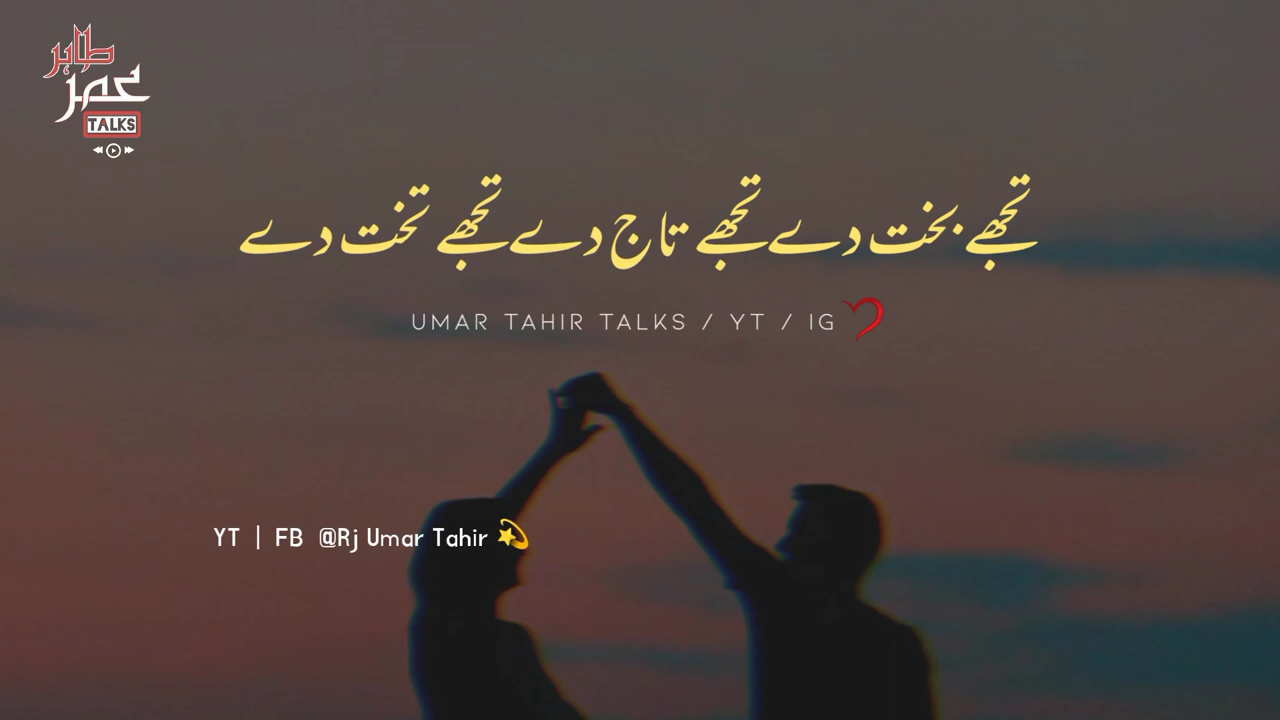 طاہر
عمر
TALKS
تجھے بخت دے تجھے تاج دے تجھے تخت دے
UMAR TAHIR TALKS / YT / IG
YT | FB @Rj Umar Tahir